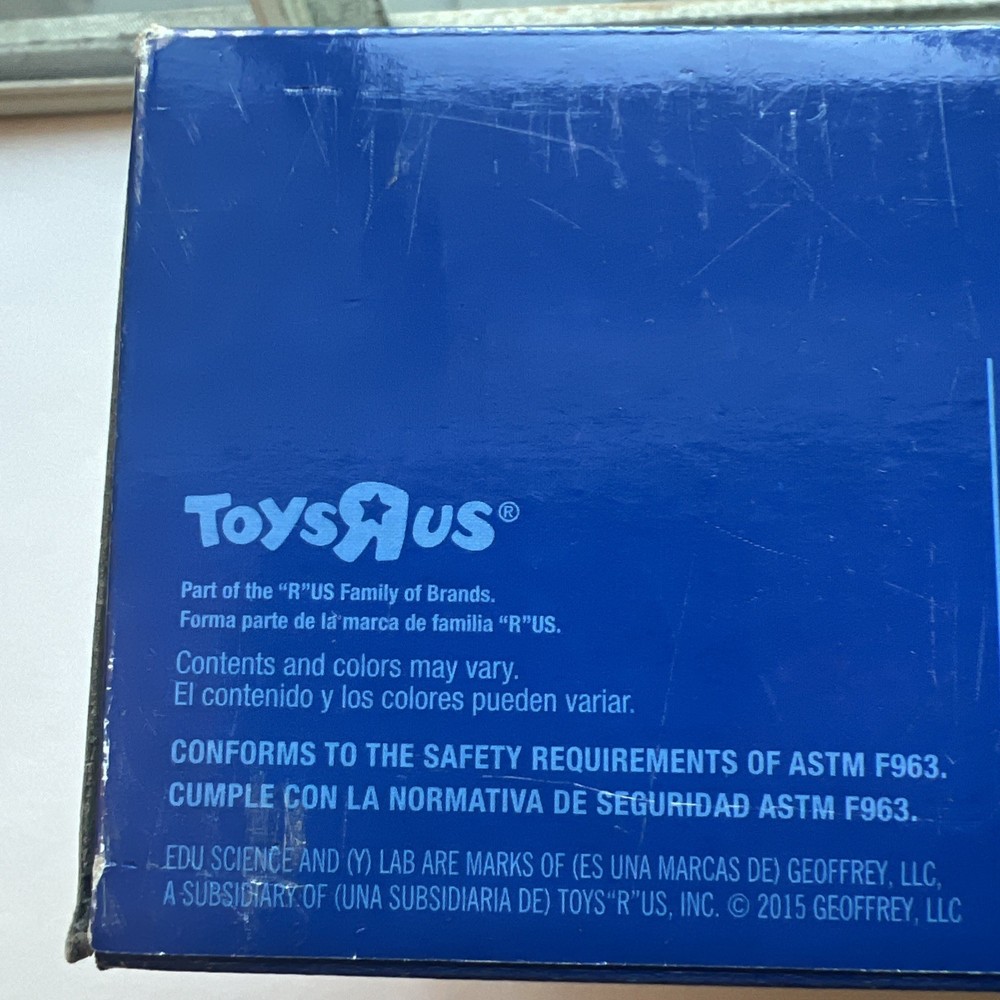 TOYSRUS®
Part of the “R”US Family of Brands.
Forma parte de la marca de familia “R”US.
Contents and colors may vary.
El contenido y los colores pueden variar.
CONFORMS TO THE SAFETY REQUIREMENTS OF ASTM F963.
CUMPLE CON LA NORMATIVA DE SEGURIDAD ASTM F963.
EDU SCIENCE AND (Y) LAB ARE MARKS OF (ES UNA MARCAS DE) GEOFFREY, LLC,
A SUBSIDIARY OF (UNA SUBSIDIARIA DE) TOYS“R”US, INC. © 2015 GEOFFREY, LLC